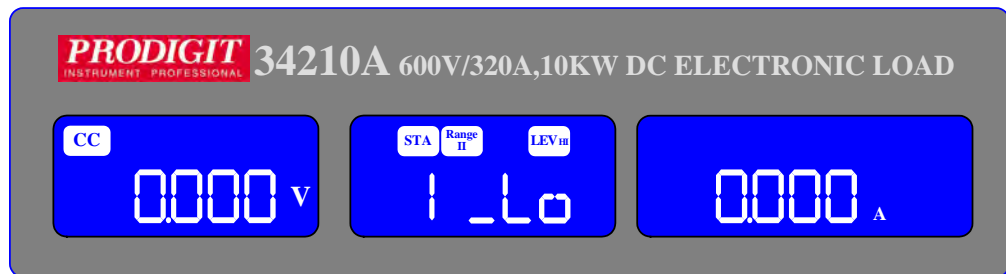 PRODIGIT
INSTRUMENT PROFESSIONAL
34210A 600V/320A,10KW DC ELECTRONIC LOAD
CC
0.000 V
STA Range II LEV HI
I _Lo
0.000 A